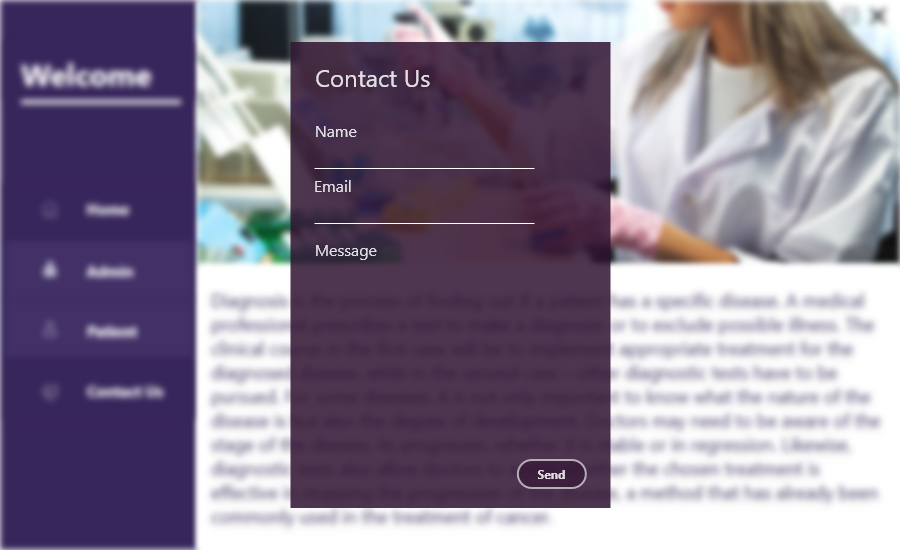 Welcome
Home
Admin
Patient
Contact Us
Contact Us
Name
Email
Message
Send
Diagnosis is the process of finding out if a patient has a specific disease. A medical
professional prescribes a test to make a diagnosis or to exclude possible illness. The
clinical course in the first case will be to implement appropriate treatment for the
diagnosed disease, while in the second case - other diagnostic tests have to be
pursued. For some diseases, it is not only important to know what the nature of the
disease is but also the degree of development. Doctors may need to be aware of the
stage of the disease, its progresses, whether it is stable or in regression. Likewise,
diagnostic tests also allow doctors to whether the chosen treatment is
effective in stopping the progression of a method that has already been
commonly used in the treatment of cancer.